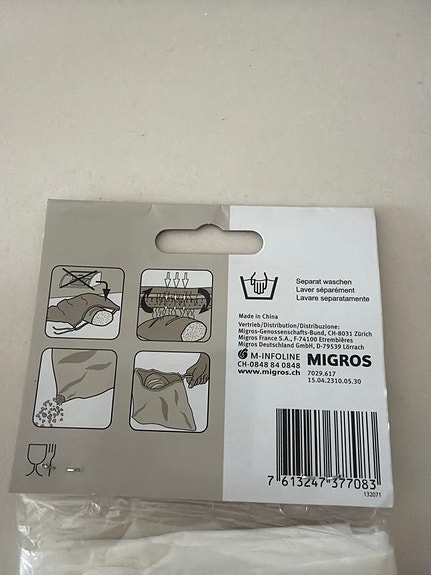 Separat waschen
Laver séparément
Lavare separatamente
Made in China
Vertrieb/Distribution/Distribuzione:
Migros-Genossenschafts-Bund, CH-8031 Zürich
Migros France S.A., F-74100 Etrembières
Migros Deutschland GmbH, D-79539 Lörrach
M-INFOLINE
CH-0848 84 0848
www.migros.ch
MIGROS
7029.617
15.04.2310.05.30
7 613247 377083
132071